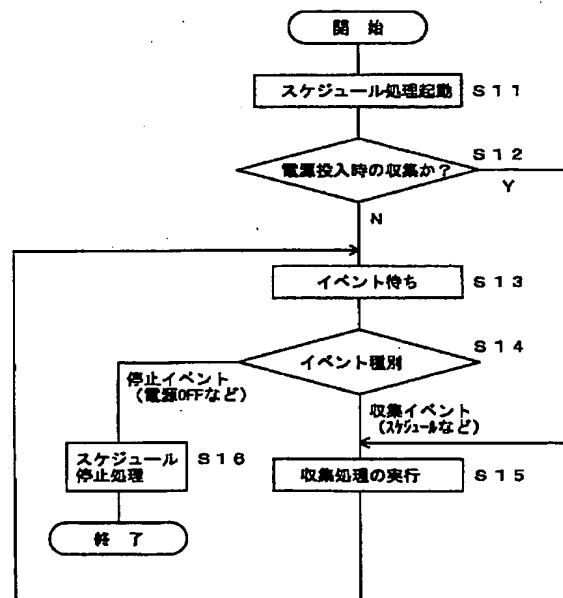 開 始
スケジュール処理起動 S11
電源投入時の収集か? S12
Y
N
イベント待ち S13
イベント種別 S14
停止イベント
(電源OFFなど)
収集イベント
(スケジュールなど)
スケジュール
停止処理 S16
収集処理の実行 S15
終 了